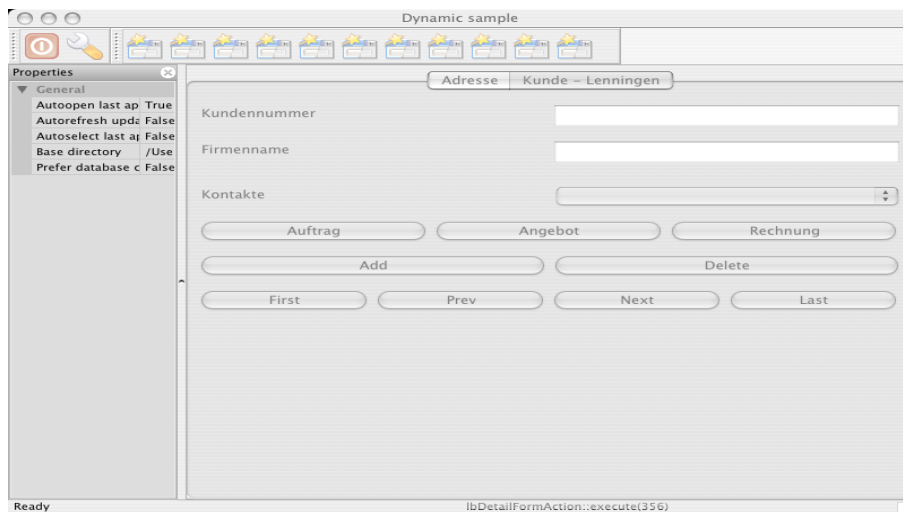 Dynamic sample
Properties
General
Autoopen last ap True
Autorefresh upda False
Autoselect last ap False
Base directory /Use
Prefer database c False
Adresse Kunde – Lenningen
Kundennummer
Firmenname
Kontakte
Auftrag Angebot Rechnung
Add Delete
First Prev Next Last
Ready lbDetailFormAction::execute(356)